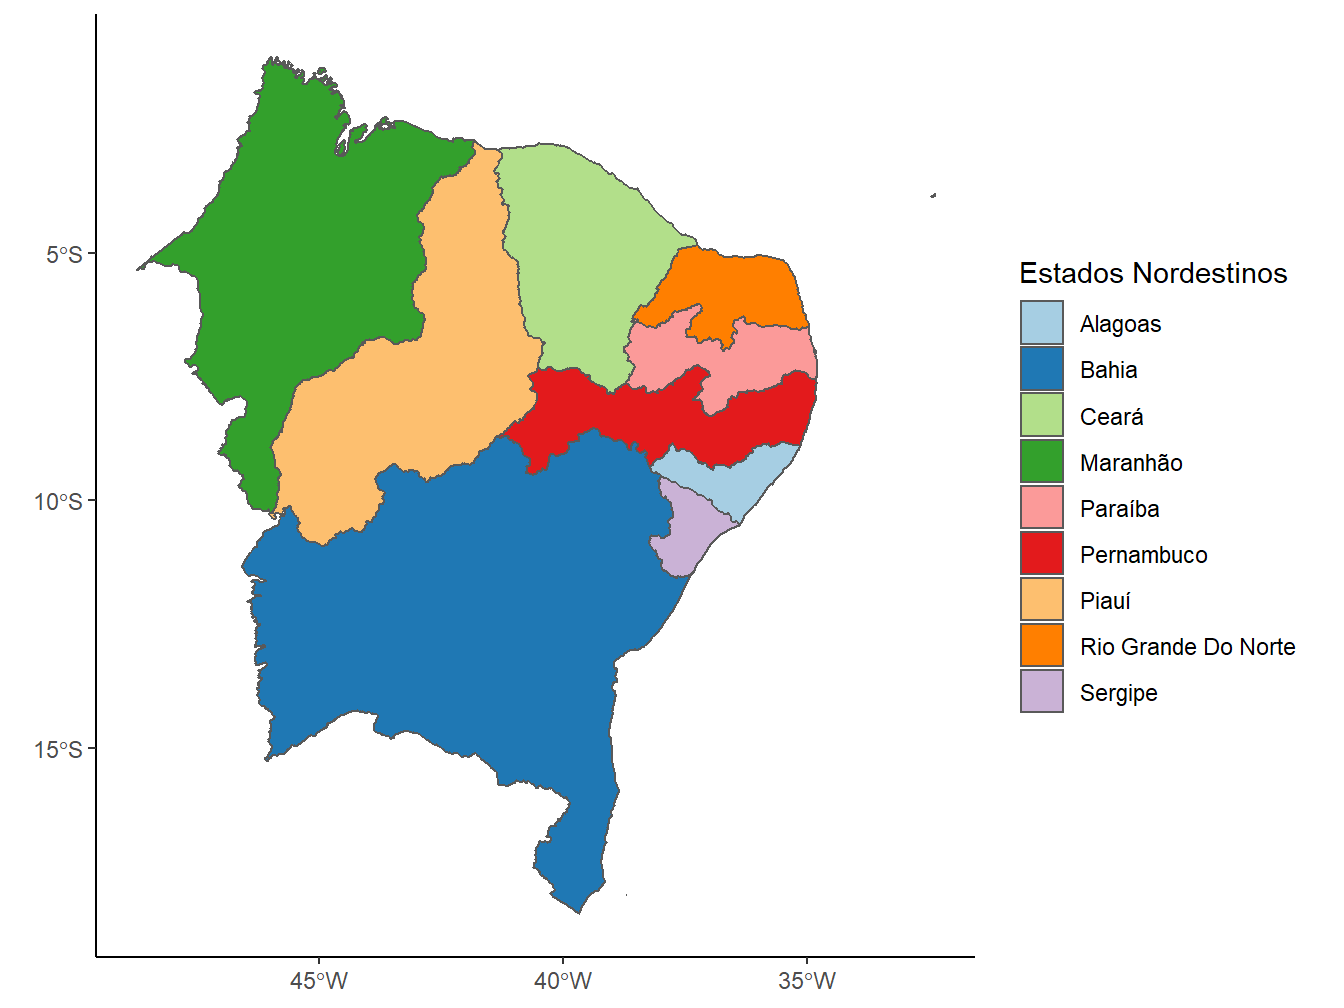 5°S
10°S
15°S
45°W
40°W
35°W
Estados Nordestinos
Alagoas
Bahia
Ceará
Maranhão
Paraíba
Pernambuco
Piauí
Rio Grande Do Norte
Sergipe